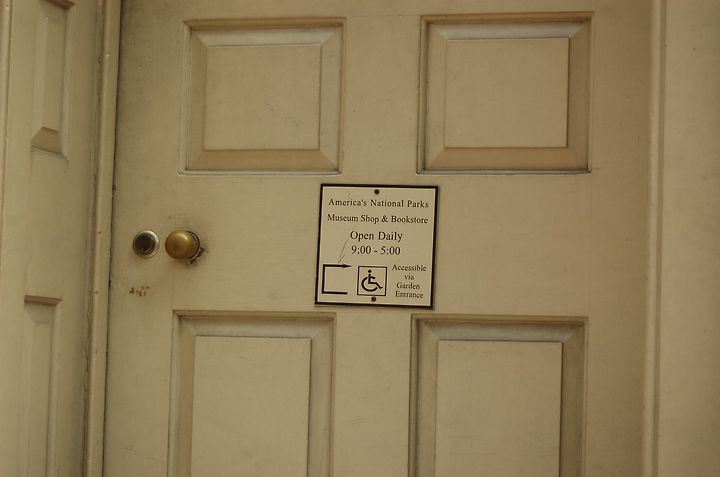 America's National Parks
Museum Shop & Bookstore
Open Daily
9:00 - 5:00
Accessible
via
Garden
Entrance